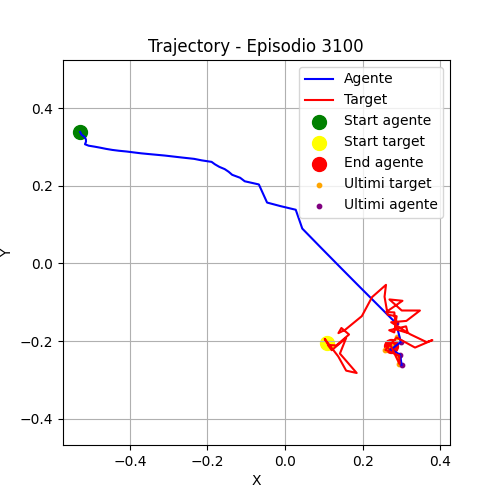 Trajectory - Episodio 3100
Agente
Target
Start agente
Start target
End agente
Ultimi target
Ultimi agente
Y
0.4
0.2
0.0
−0.2
−0.4
−0.4
−0.2
0.0
0.2
0.4
X